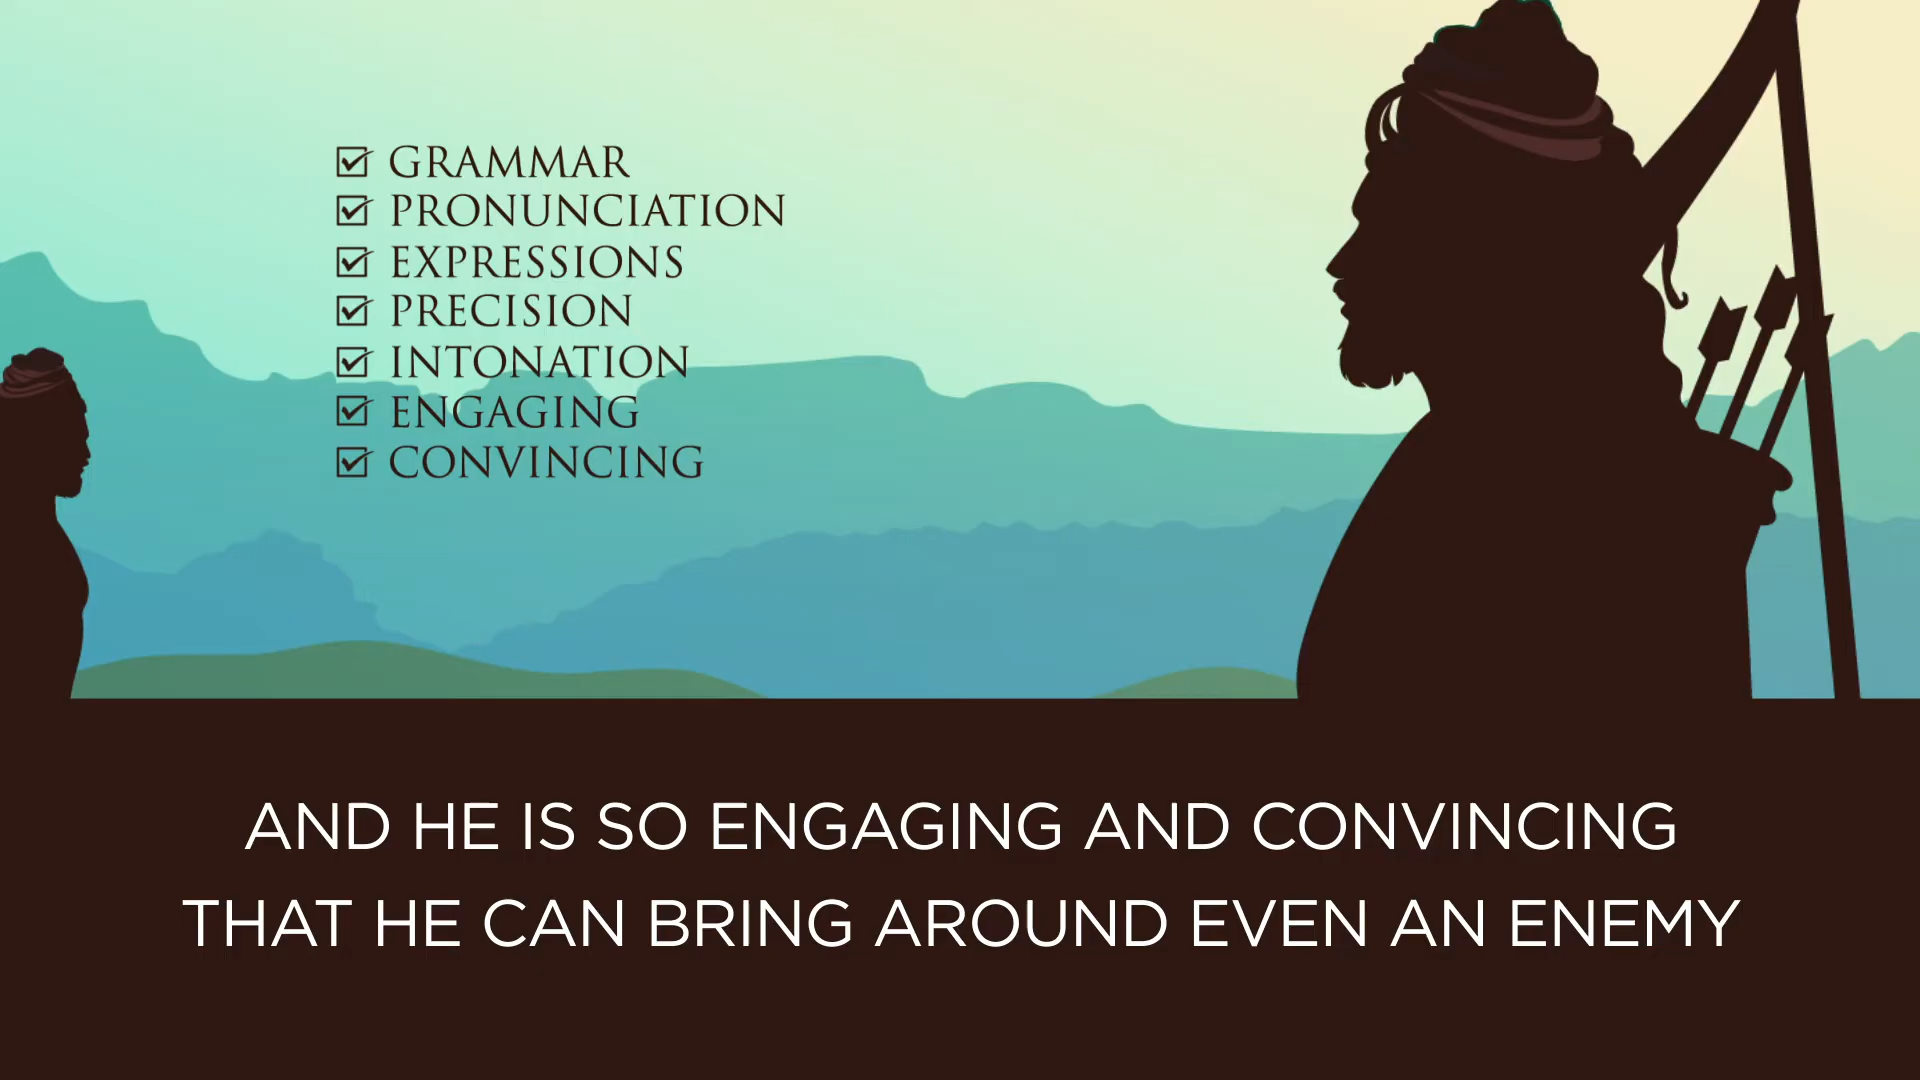 GRAMMAR
PRONUNCIATION
EXPRESSIONS
PRECISION
INTONATION
ENGAGING
CONVINCING
AND HE IS SO ENGAGING AND CONVINCING
THAT HE CAN BRING AROUND EVEN AN ENEMY